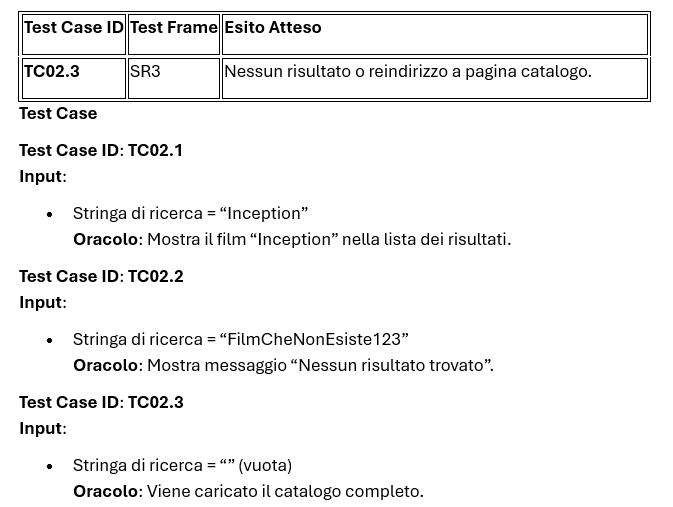 Test Case ID Test Frame Esito Atteso
TC02.3 SR3 Nessun risultato o reindirizzo a pagina catalogo.
Test Case
Test Case ID: TC02.1
Input:
• Stringa di ricerca = “Inception”
Oracolo: Mostra il film “Inception” nella lista dei risultati.
Test Case ID: TC02.2
Input:
• Stringa di ricerca = “FilmCheNonEsiste123”
Oracolo: Mostra messaggio “Nessun risultato trovato”.
Test Case ID: TC02.3
Input:
• Stringa di ricerca = “” (vuota)
Oracolo: Viene caricato il catalogo completo.